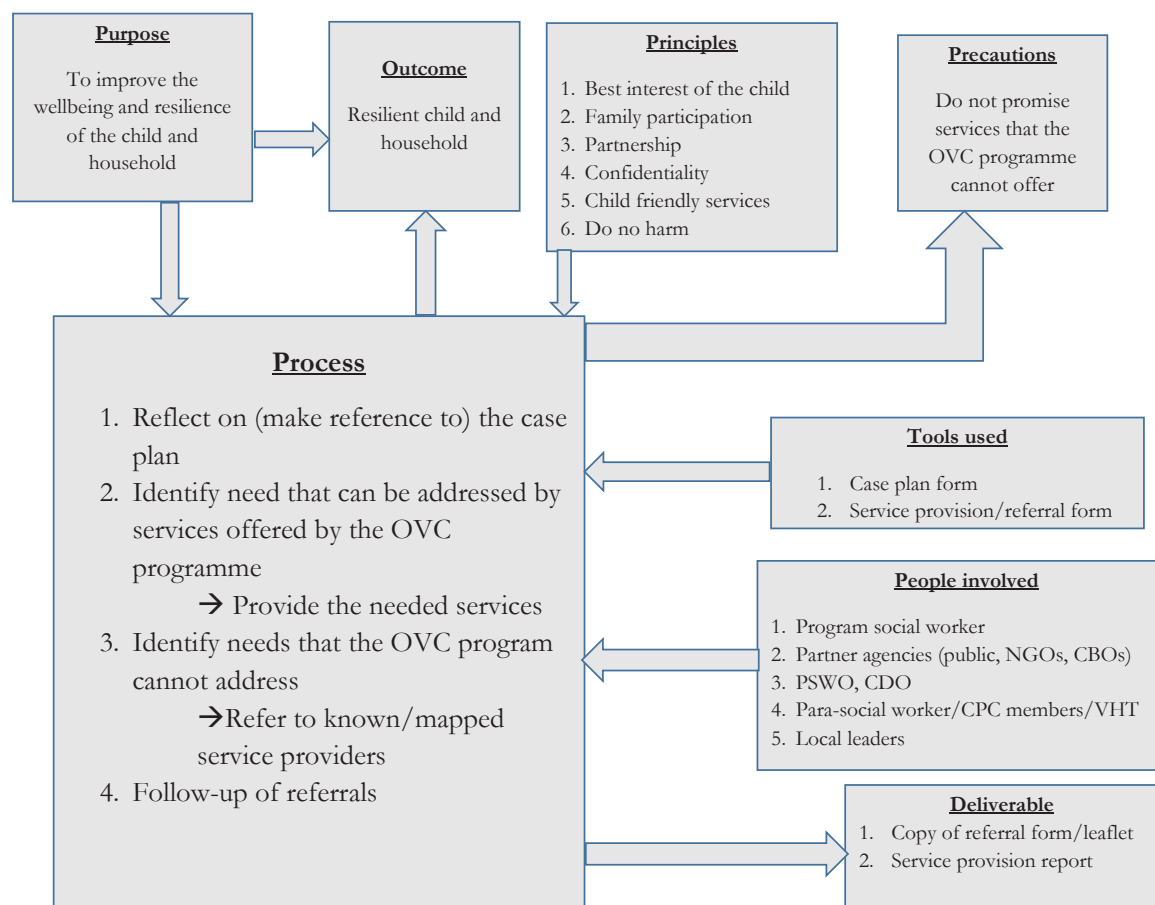 Purpose
To improve the
wellbeing and resilience
of the child and
household
Outcome
Resilient child and
household
Principles
1. Best interest of the child
2. Family participation
3. Partnership
4. Confidentiality
5. Child friendly services
6. Do no harm
Precautions
Do not promise
services that the
OVC programme
cannot offer
Process
1. Reflect on (make reference to) the case
plan
2. Identify need that can be addressed by
services offered by the OVC
programme
→ Provide the needed services
3. Identify needs that the OVC program
cannot address
→Refer to known/mapped
service providers
4. Follow-up of referrals
Tools used
1. Case plan form
2. Service provision/referral form
People involved
1. Program social worker
2. Partner agencies (public, NGOs, CBOs)
3. PSWO, CDO
4. Para-social worker/CPC members/VHT
5. Local leaders
Deliverable
1. Copy of referral form/leaflet
2. Service provision report